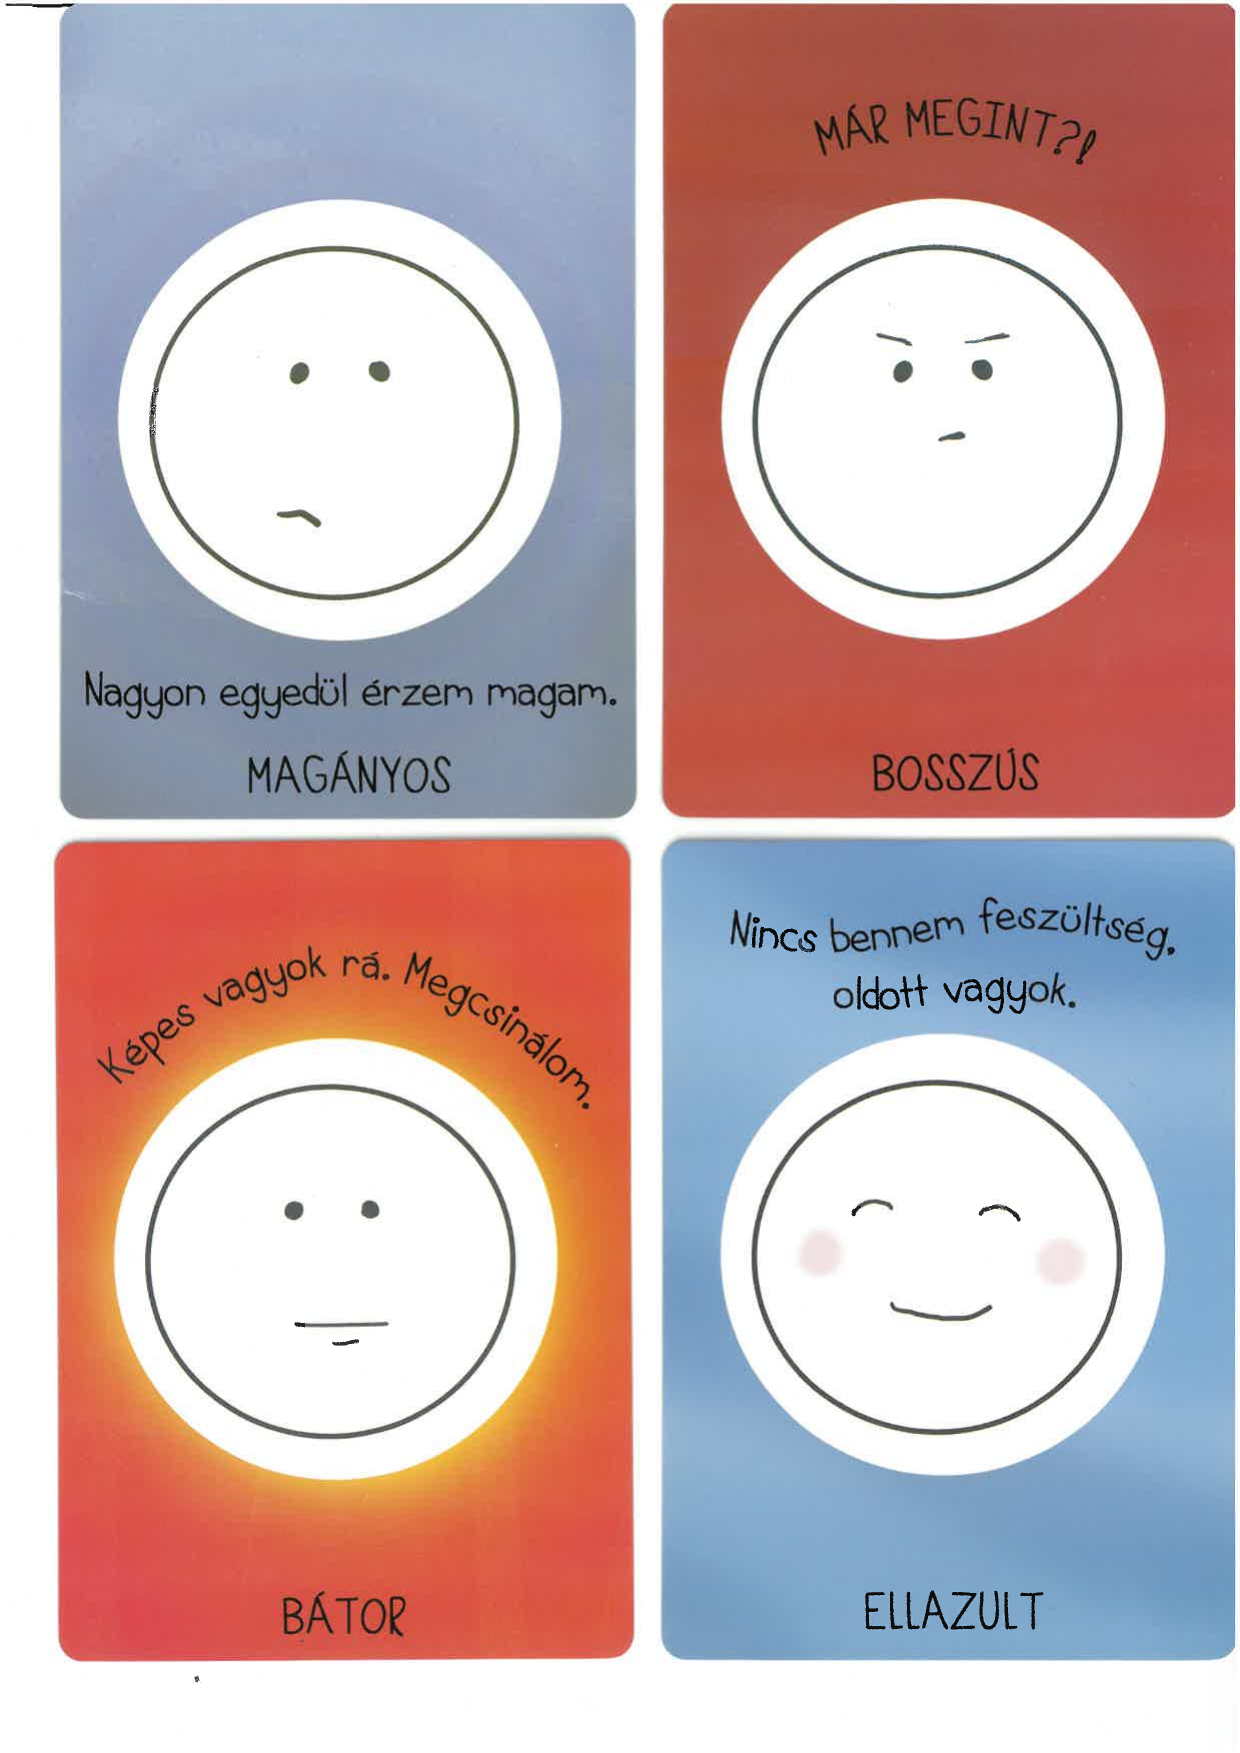 Nagyon egyedül érzem magam.
MAGÁNYOS
MÁR MEGINT?!
BOSSZÚS
Képes vagyok rá. Megcsinálom.
BÁTOR
Nincs bennem feszültség,
oldott vagyok.
ELLAZULT